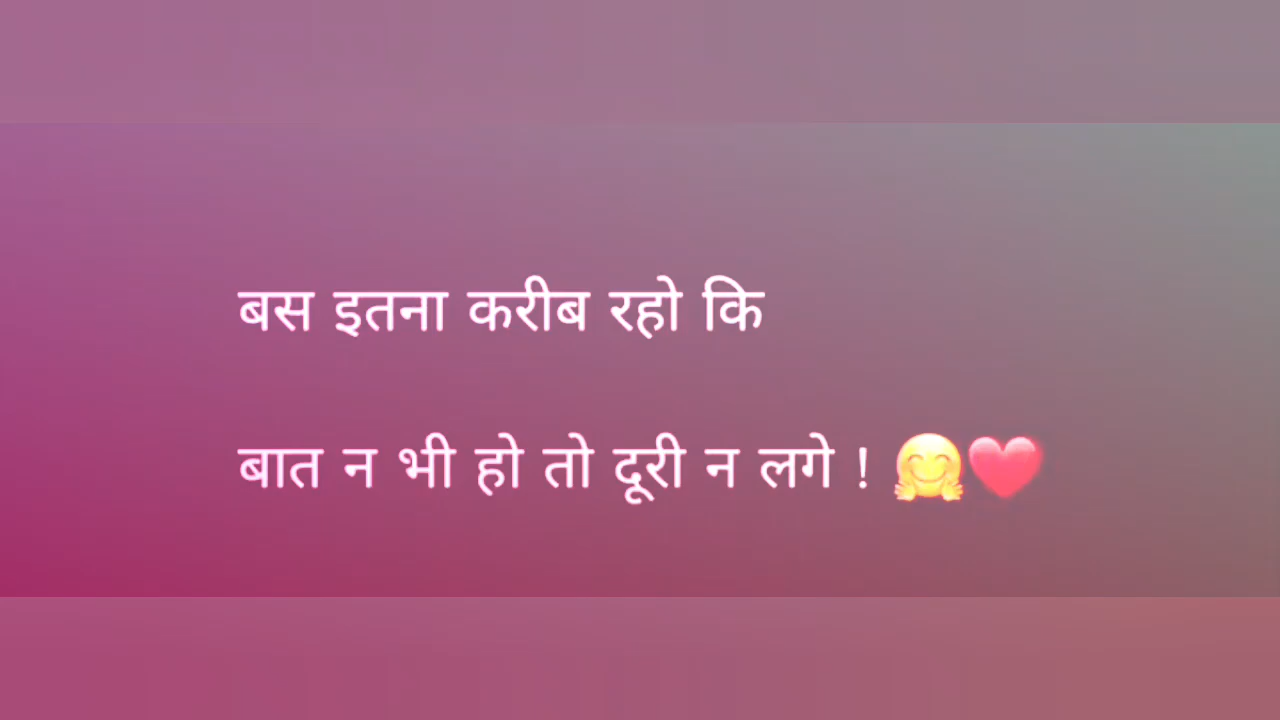 बस इतना करीब रहो कि
बात न भी हो तो दूरी न लगे ! 🤗❤️